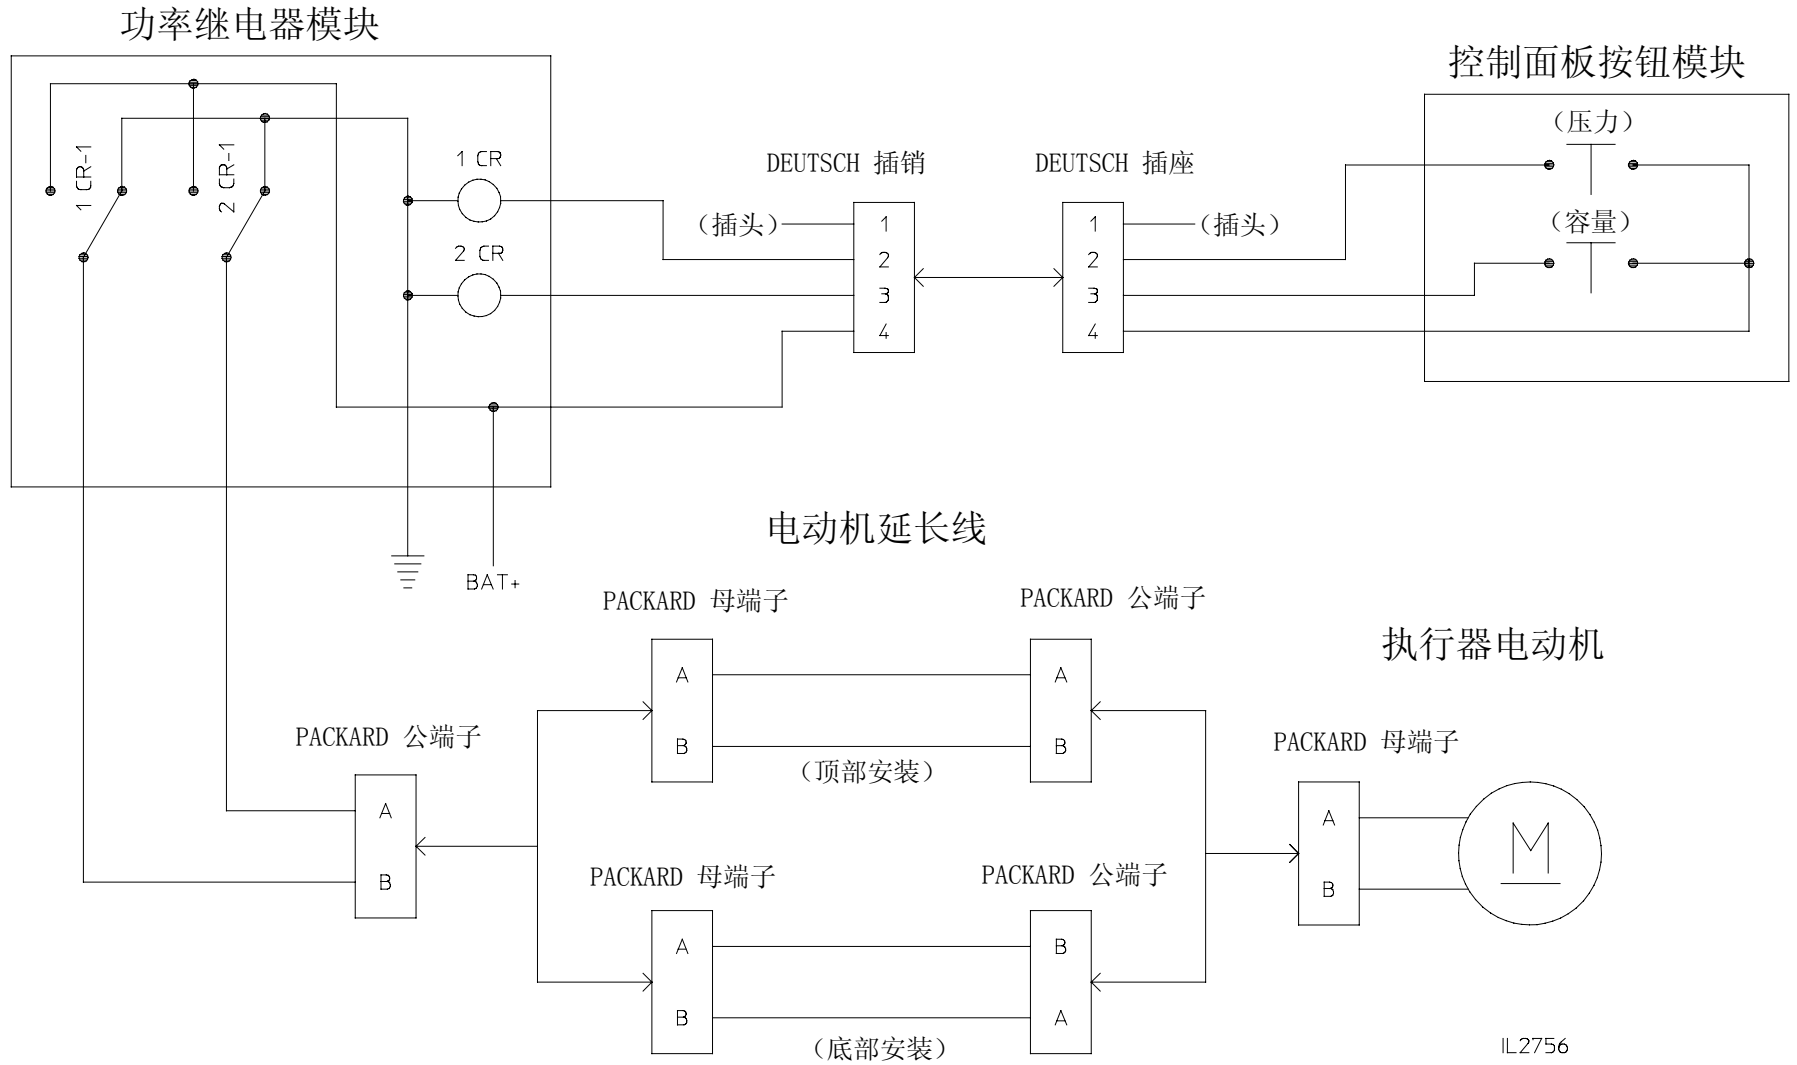 功率继电器模块
控制面板按钮模块
1 CR-1
2 CR-1
1 CR
2 CR
DEUTSCH 插销
DEUTSCH 插座
(插头)
1
2
3
4
1
2
3
4
(插头)
(压力)
(容量)
BAT+
电动机延长线
PACKARD 母端子
PACKARD 公端子
A
B
A
B
(顶部安装)
执行器电动机
PACKARD 公端子
A
B
PACKARD 母端子
A
B
M
PACKARD 母端子
PACKARD 公端子
A
B
B
A
(底部安装)
IL2756